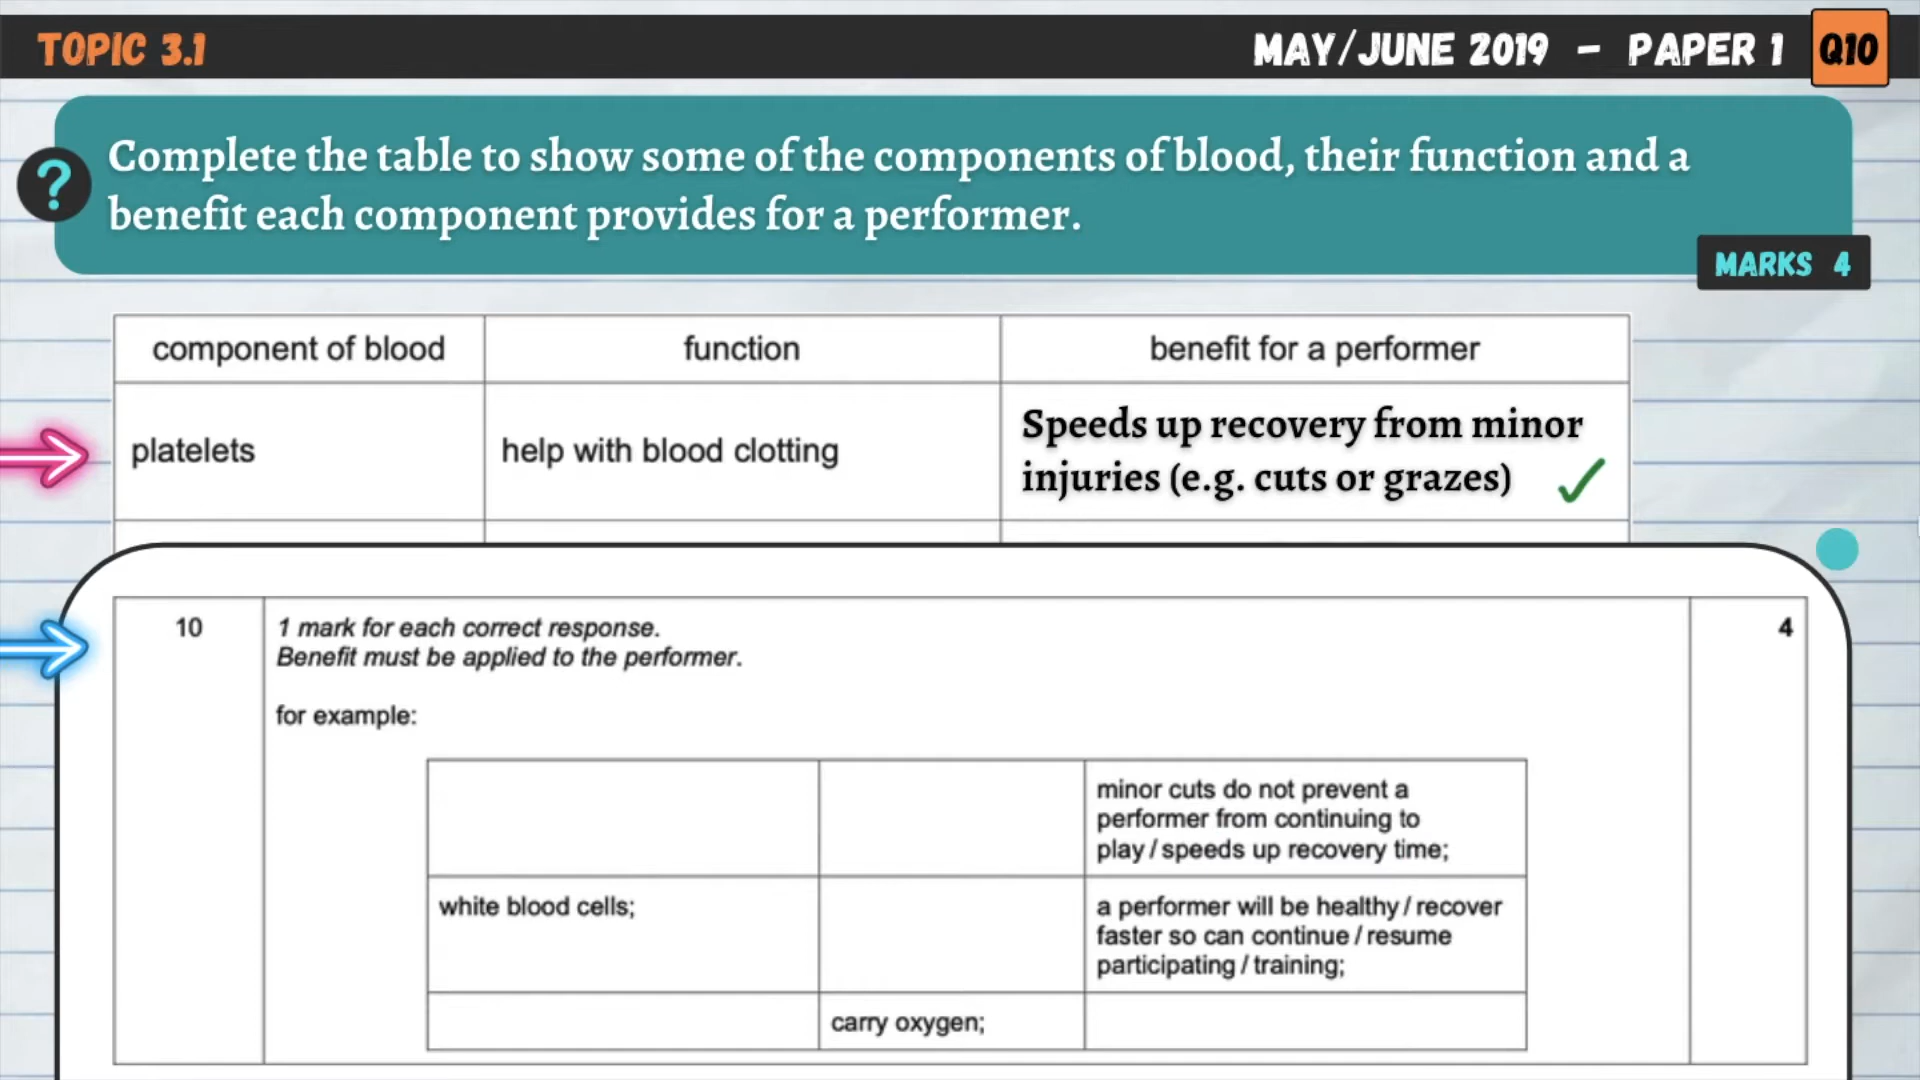 TOPIC 3.1
MAY/JUNE 2019 - PAPER 1
Q10
?
Complete the table to show some of the components of blood, their function and a
benefit each component provides for a performer.
MARKS 4
component of blood function benefit for a performer
platelets help with blood clotting
Speeds up recovery from minor
injuries (e.g. cuts or grazes)
10 1 mark for each correct response. 4
Benefit must be applied to the performer.
for example:
minor cuts do not prevent a
performer from continuing to
play / speeds up recovery time;
white blood cells; a performer will be healthy / recover
faster so can continue / resume
participating / training;
carry oxygen;